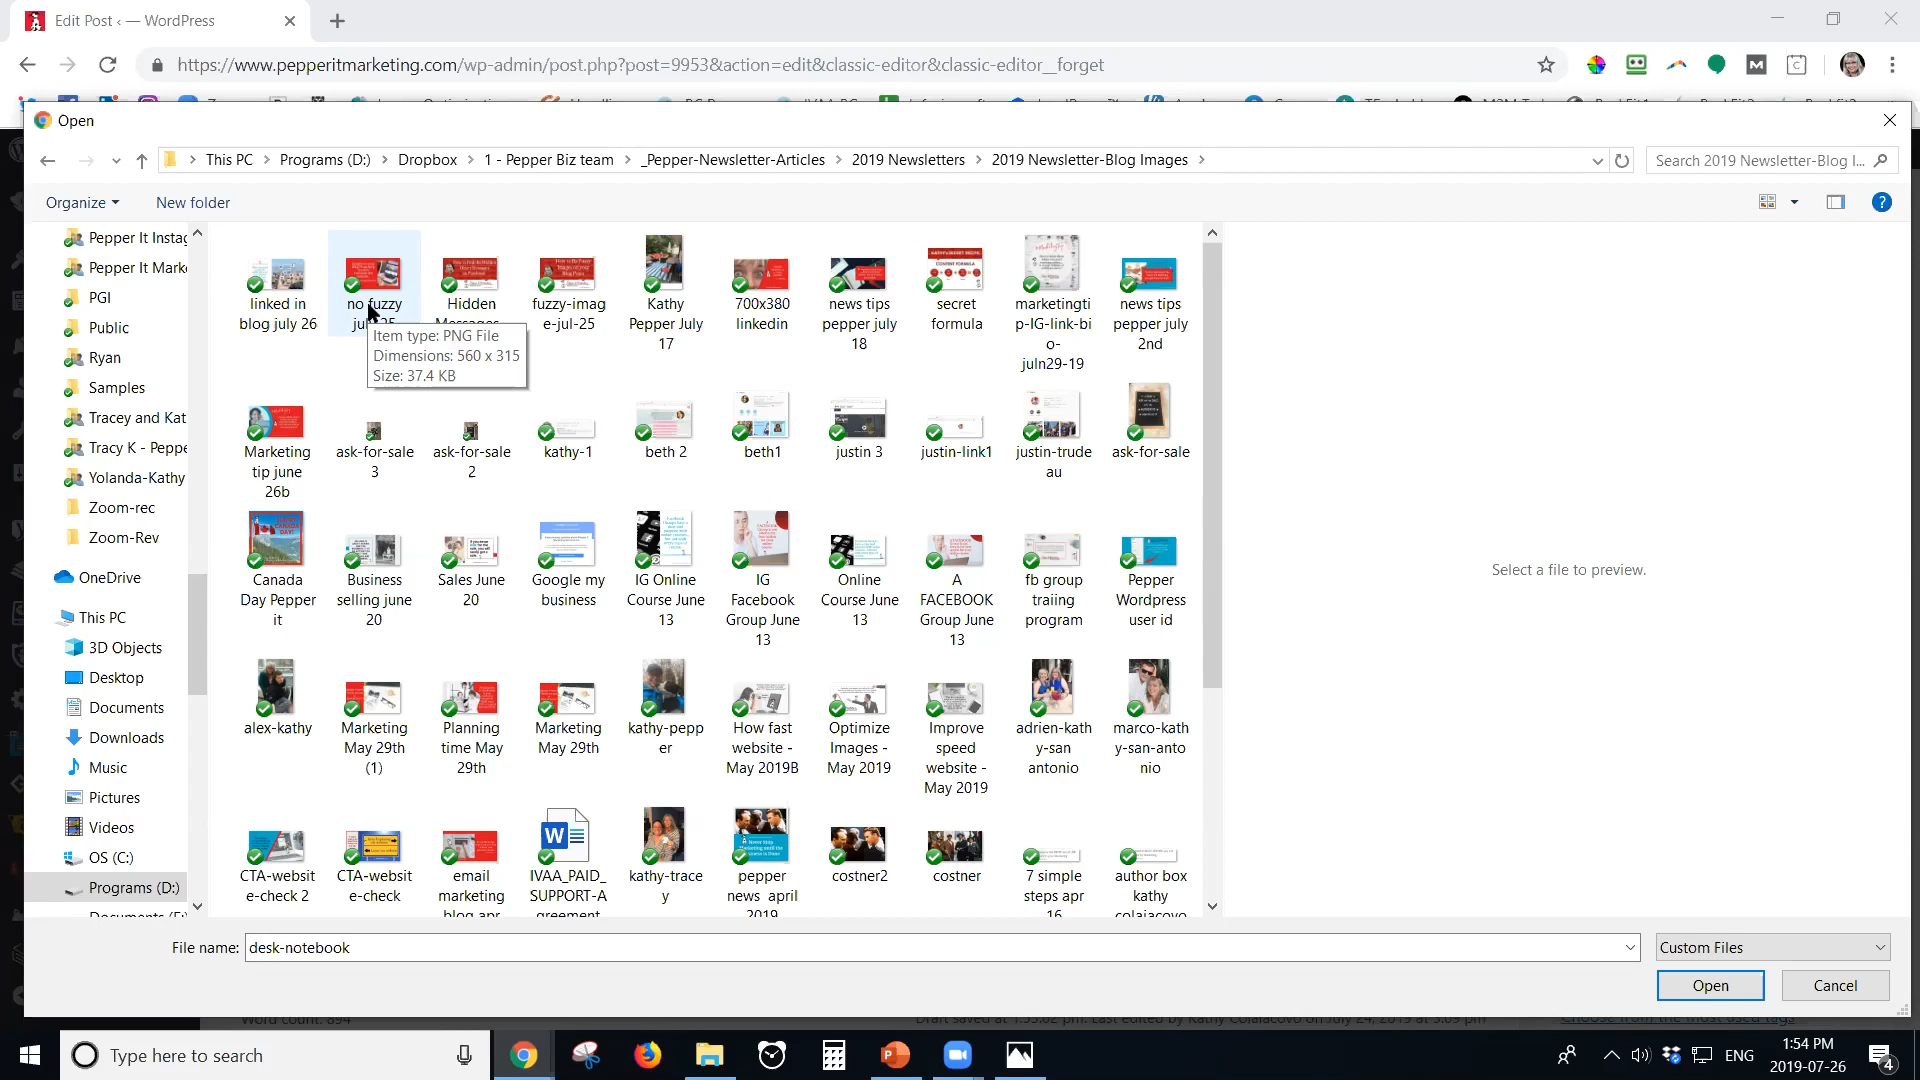 Edit Post ‹ — WordPress
https://www.pepperitmarketing.com/wp-admin/post.php?post=9953&action=edit&classic-editor&classic-editor__forget
Open
This PC > Programs (D:) > Dropbox > 1 - Pepper Biz team > _Pepper-Newsletter-Articles > 2019 Newsletters > 2019 Newsletter-Blog Images >
Search 2019 Newsletter-Blog I...
Organize
New folder
Pepper It Instag
Pepper It Marke
PGI
Public
Ryan
Samples
Tracey and Kat
Tracy K - Peppe
Yolanda-Kathy
Zoom-rec
Zoom-Rev
OneDrive
This PC
3D Objects
Desktop
Documents
Downloads
Music
Pictures
Videos
OS (C:)
Programs (D:)
linked in
blog july 26
no fuzzy
Hidden
fuzzy-imag
e-jul-25
Kathy
Pepper July
17
700x380
linkedin
news tips
pepper july
18
secret
formula
marketingti
p-IG-link-bi
o-
juln29-19
news tips
pepper july
2nd
Item type: PNG File
Dimensions: 560 x 315
Size: 37.4 KB
Marketing
tip june
26b
ask-for-sale
3
ask-for-sale
2
kathy-1
beth 2
beth1
justin 3
justin-link1
justin-trude
au
ask-for-sale
Canada
Day Pepper
it
Business
selling june
20
Sales June
20
Google my
business
IG Online
Course June
13
IG
Facebook
Group June
13
Online
Course June
13
A
FACEBOOK
Group June
13
fb group
traiing
program
Pepper
Wordpress
user id
alex-kathy
Marketing
May 29th
(1)
Planning
time May
29th
Marketing
May 29th
kathy-pepp
er
How fast
website -
May 2019B
Optimize
Images -
May 2019
Improve
speed
website -
May 2019
adrien-kath
y-san
antonio
marco-kath
y-san-anto
nio
CTA-websit
e-check 2
CTA-websit
e-check
email
marketing
blog apr
IVAA_PAID_
SUPPORT-A
greement
kathy-trace
y
pepper
news april
2019
costner2
costner
7 simple
steps apr
16
author box
kathy
colaiacovo
Select a file to preview.
File name: desk-notebook
Custom Files
Open
Cancel
Type here to search
ENG
1:54 PM
2019-07-26
4